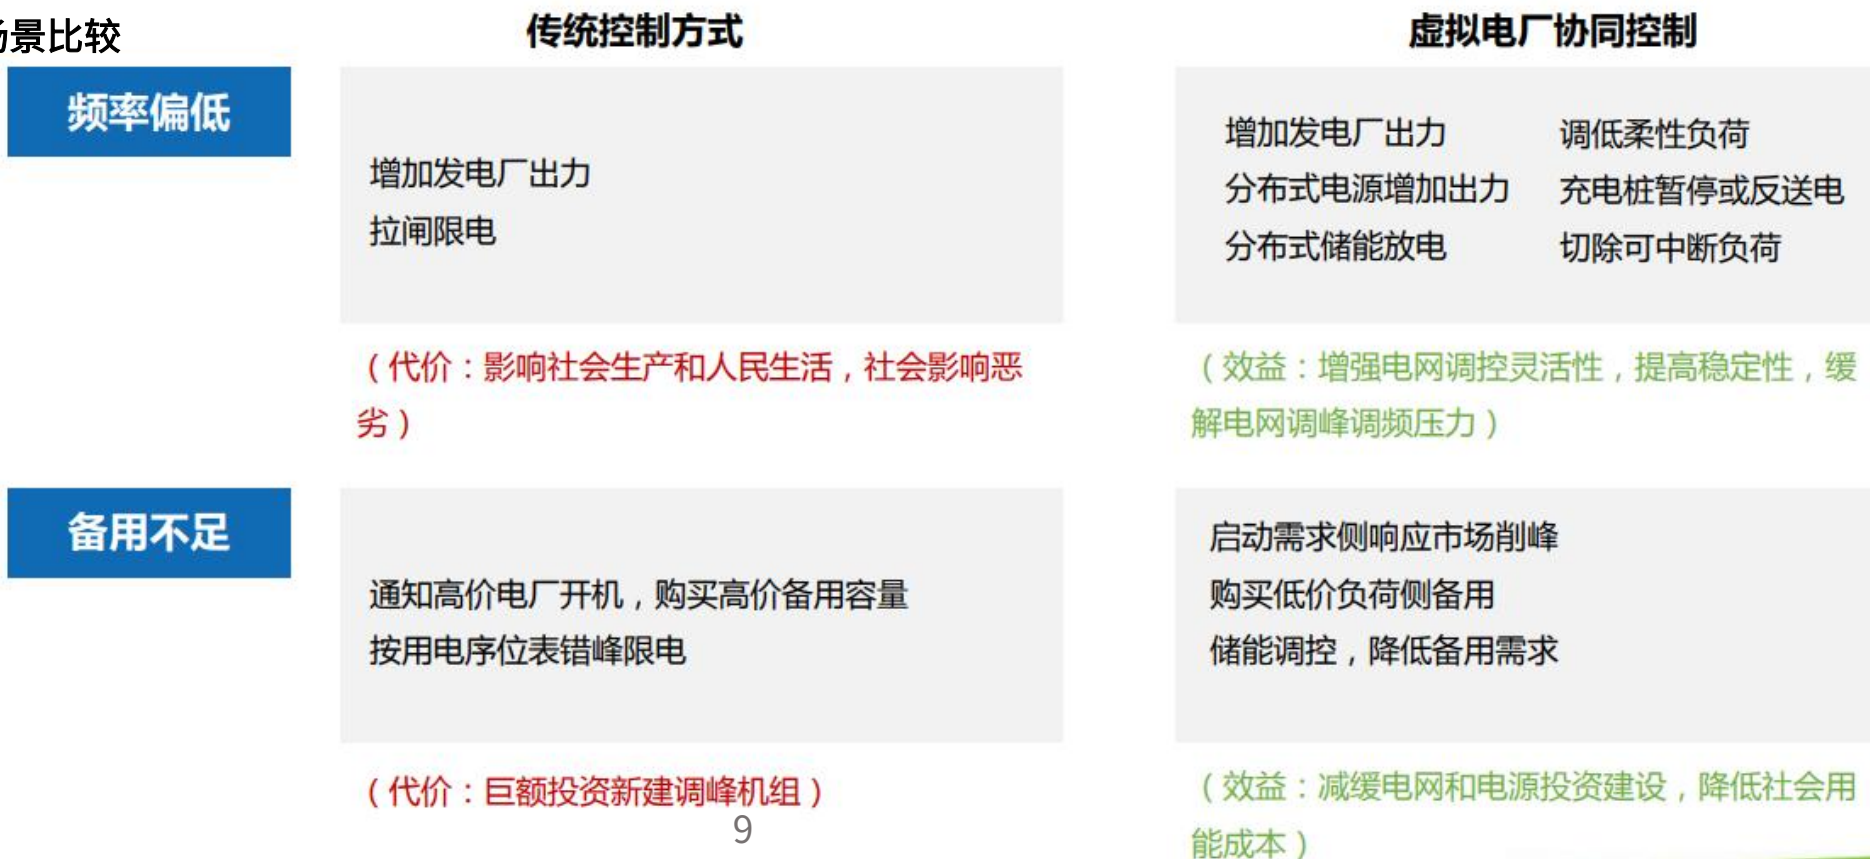 景比较
传统控制方式
虚拟电厂协同控制
频率偏低
增加发电厂出力
拉闸限电
(代价:影响社会生产和人民生活,社会影响恶
劣)
增加发电厂出力
调低柔性负荷
分布式电源增加出力
充电桩暂停或反送电
分布式储能放电
切除可中断负荷
(效益:增强电网调控灵活性,提高稳定性,缓
解电网调峰调频压力)
备用不足
通知高价电厂开机,购买高价备用容量
按用电序位表错峰限电
(代价:巨额投资新建调峰机组)
启动需求侧响应市场削峰
购买低价负荷侧备用
储能调控,降低备用需求
(效益:减缓电网和电源投资建设,降低社会用
能成本)
9